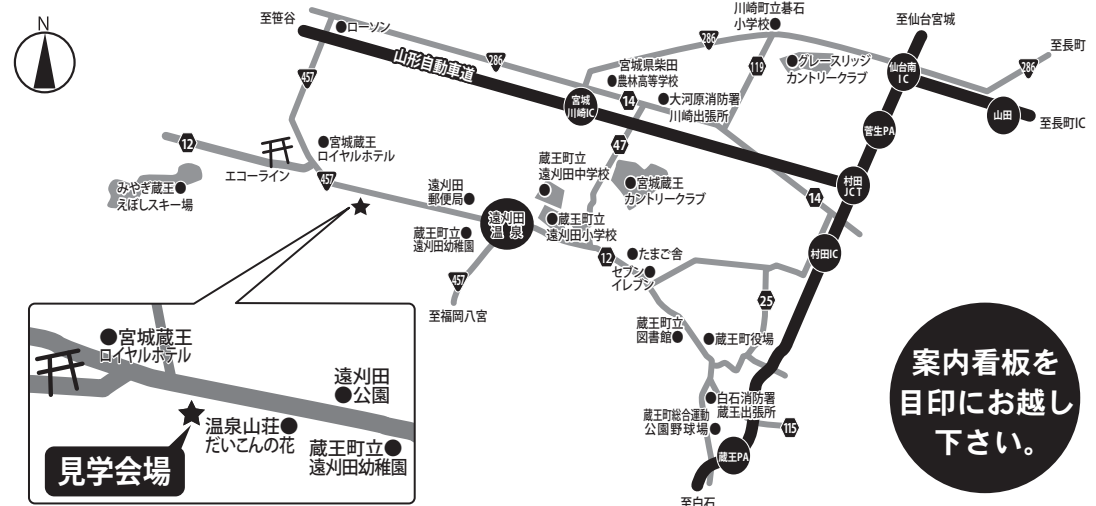 N
至笹谷
ローソン
山形自動車道
286
457
宮城県柴田
農林高等学校
14
宮城
川崎IC
大河原消防署
川崎出張所
川崎町立碁石
小学校
286
119
グレースリッジ
カントリークラブ
至仙台宮城
仙台南
IC
至長町
286
山田
至長町IC
菅生PA
12
エコーライン
宮城蔵王
ロイヤルホテル
457
みやぎ蔵王
えぼしスキー場
遠刈田
郵便局
蔵王町立
遠刈田幼稚園
遠刈田
温泉
蔵王町立
遠刈田中学校
47
宮城蔵王
カントリークラブ
蔵王町立
遠刈田小学校
村田
JCT
14
村田IC
457
至福岡八宮
12
たまご舎
セブン
イレブン
25
蔵王町立
図書館
蔵王町役場
白石消防署
蔵王出張所
蔵王町総合運動
公園野球場
115
蔵王PA
至白石
宮城蔵王
ロイヤルホテル
遠刈田
公園
温泉山荘
だいこんの花
蔵王町立
遠刈田幼稚園
見学会場
案内看板を
目印にお越し
下さい。